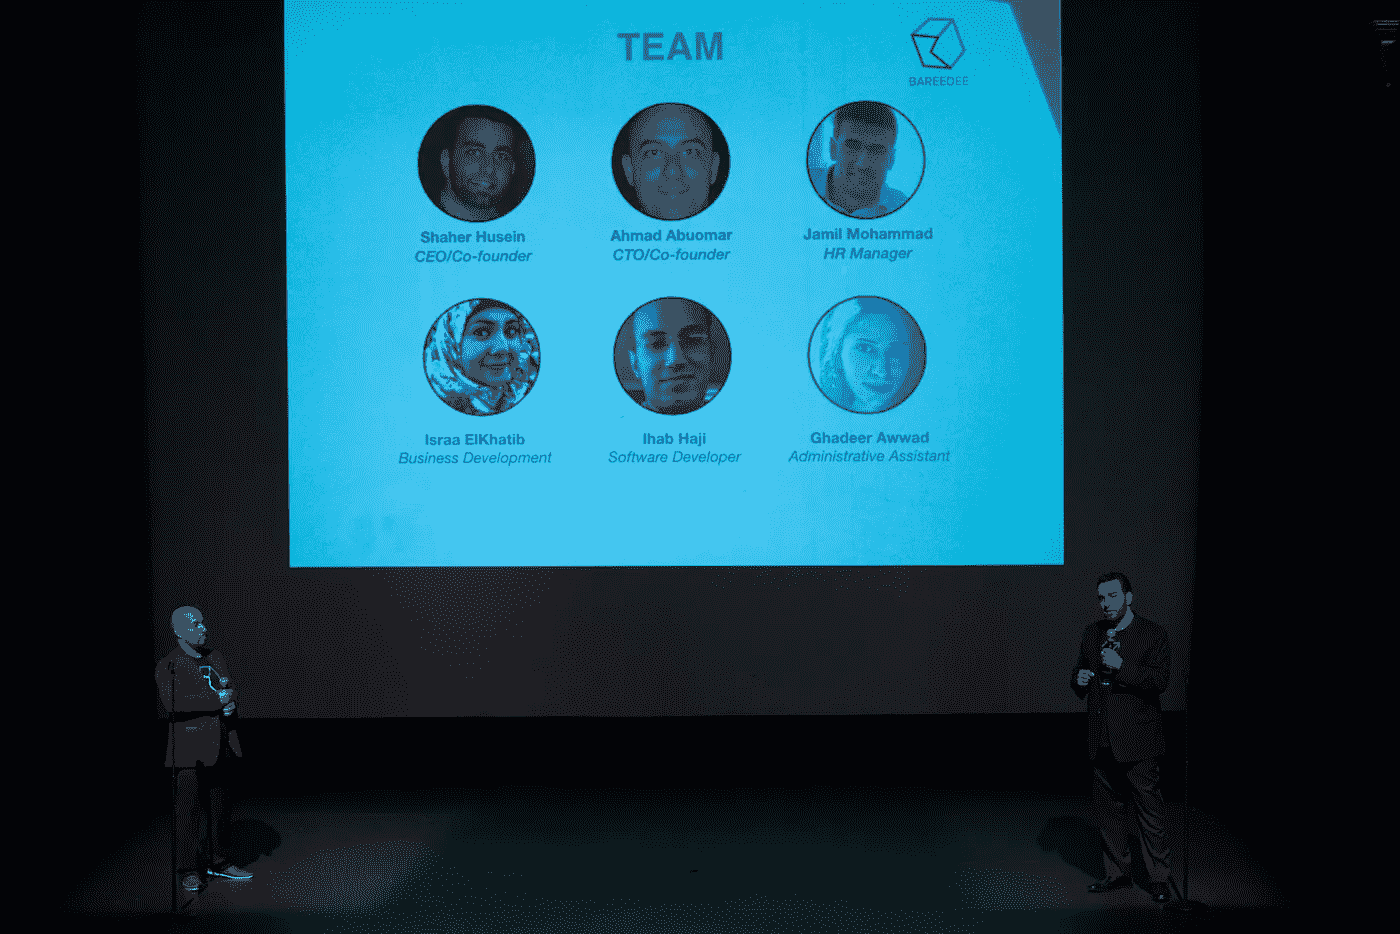 TEAM
BAREEDEE
Shaher Husein
CEO/Co-founder
Ahmad Abuomar
CTO/Co-founder
Jamil Mohammad
HR Manager
Israa ElKhatib
Business Development
Ihab Haji
Software Developer
Ghadeer Awwad
Administrative Assistant